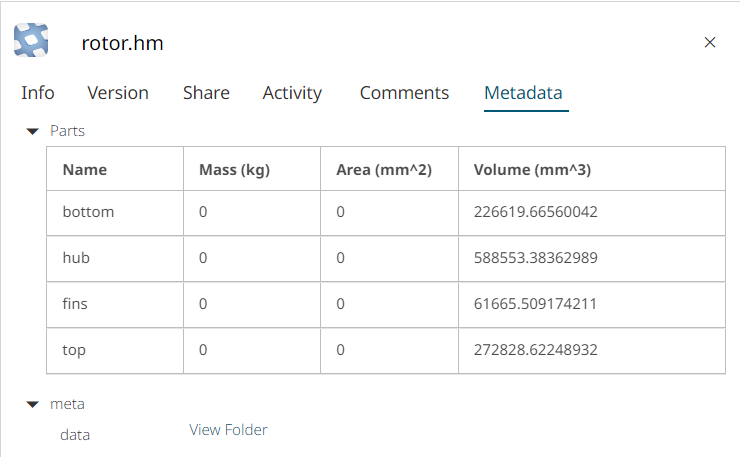 rotor.hm
Info Version Share Activity Comments Metadata
Parts
Name Mass (kg) Area (mm^2) Volume (mm^3)
bottom 0 0 226619.66560042
hub 0 0 588553.38362989
fins 0 0 61665.509174211
top 0 0 272828.62248932
meta
data View Folder